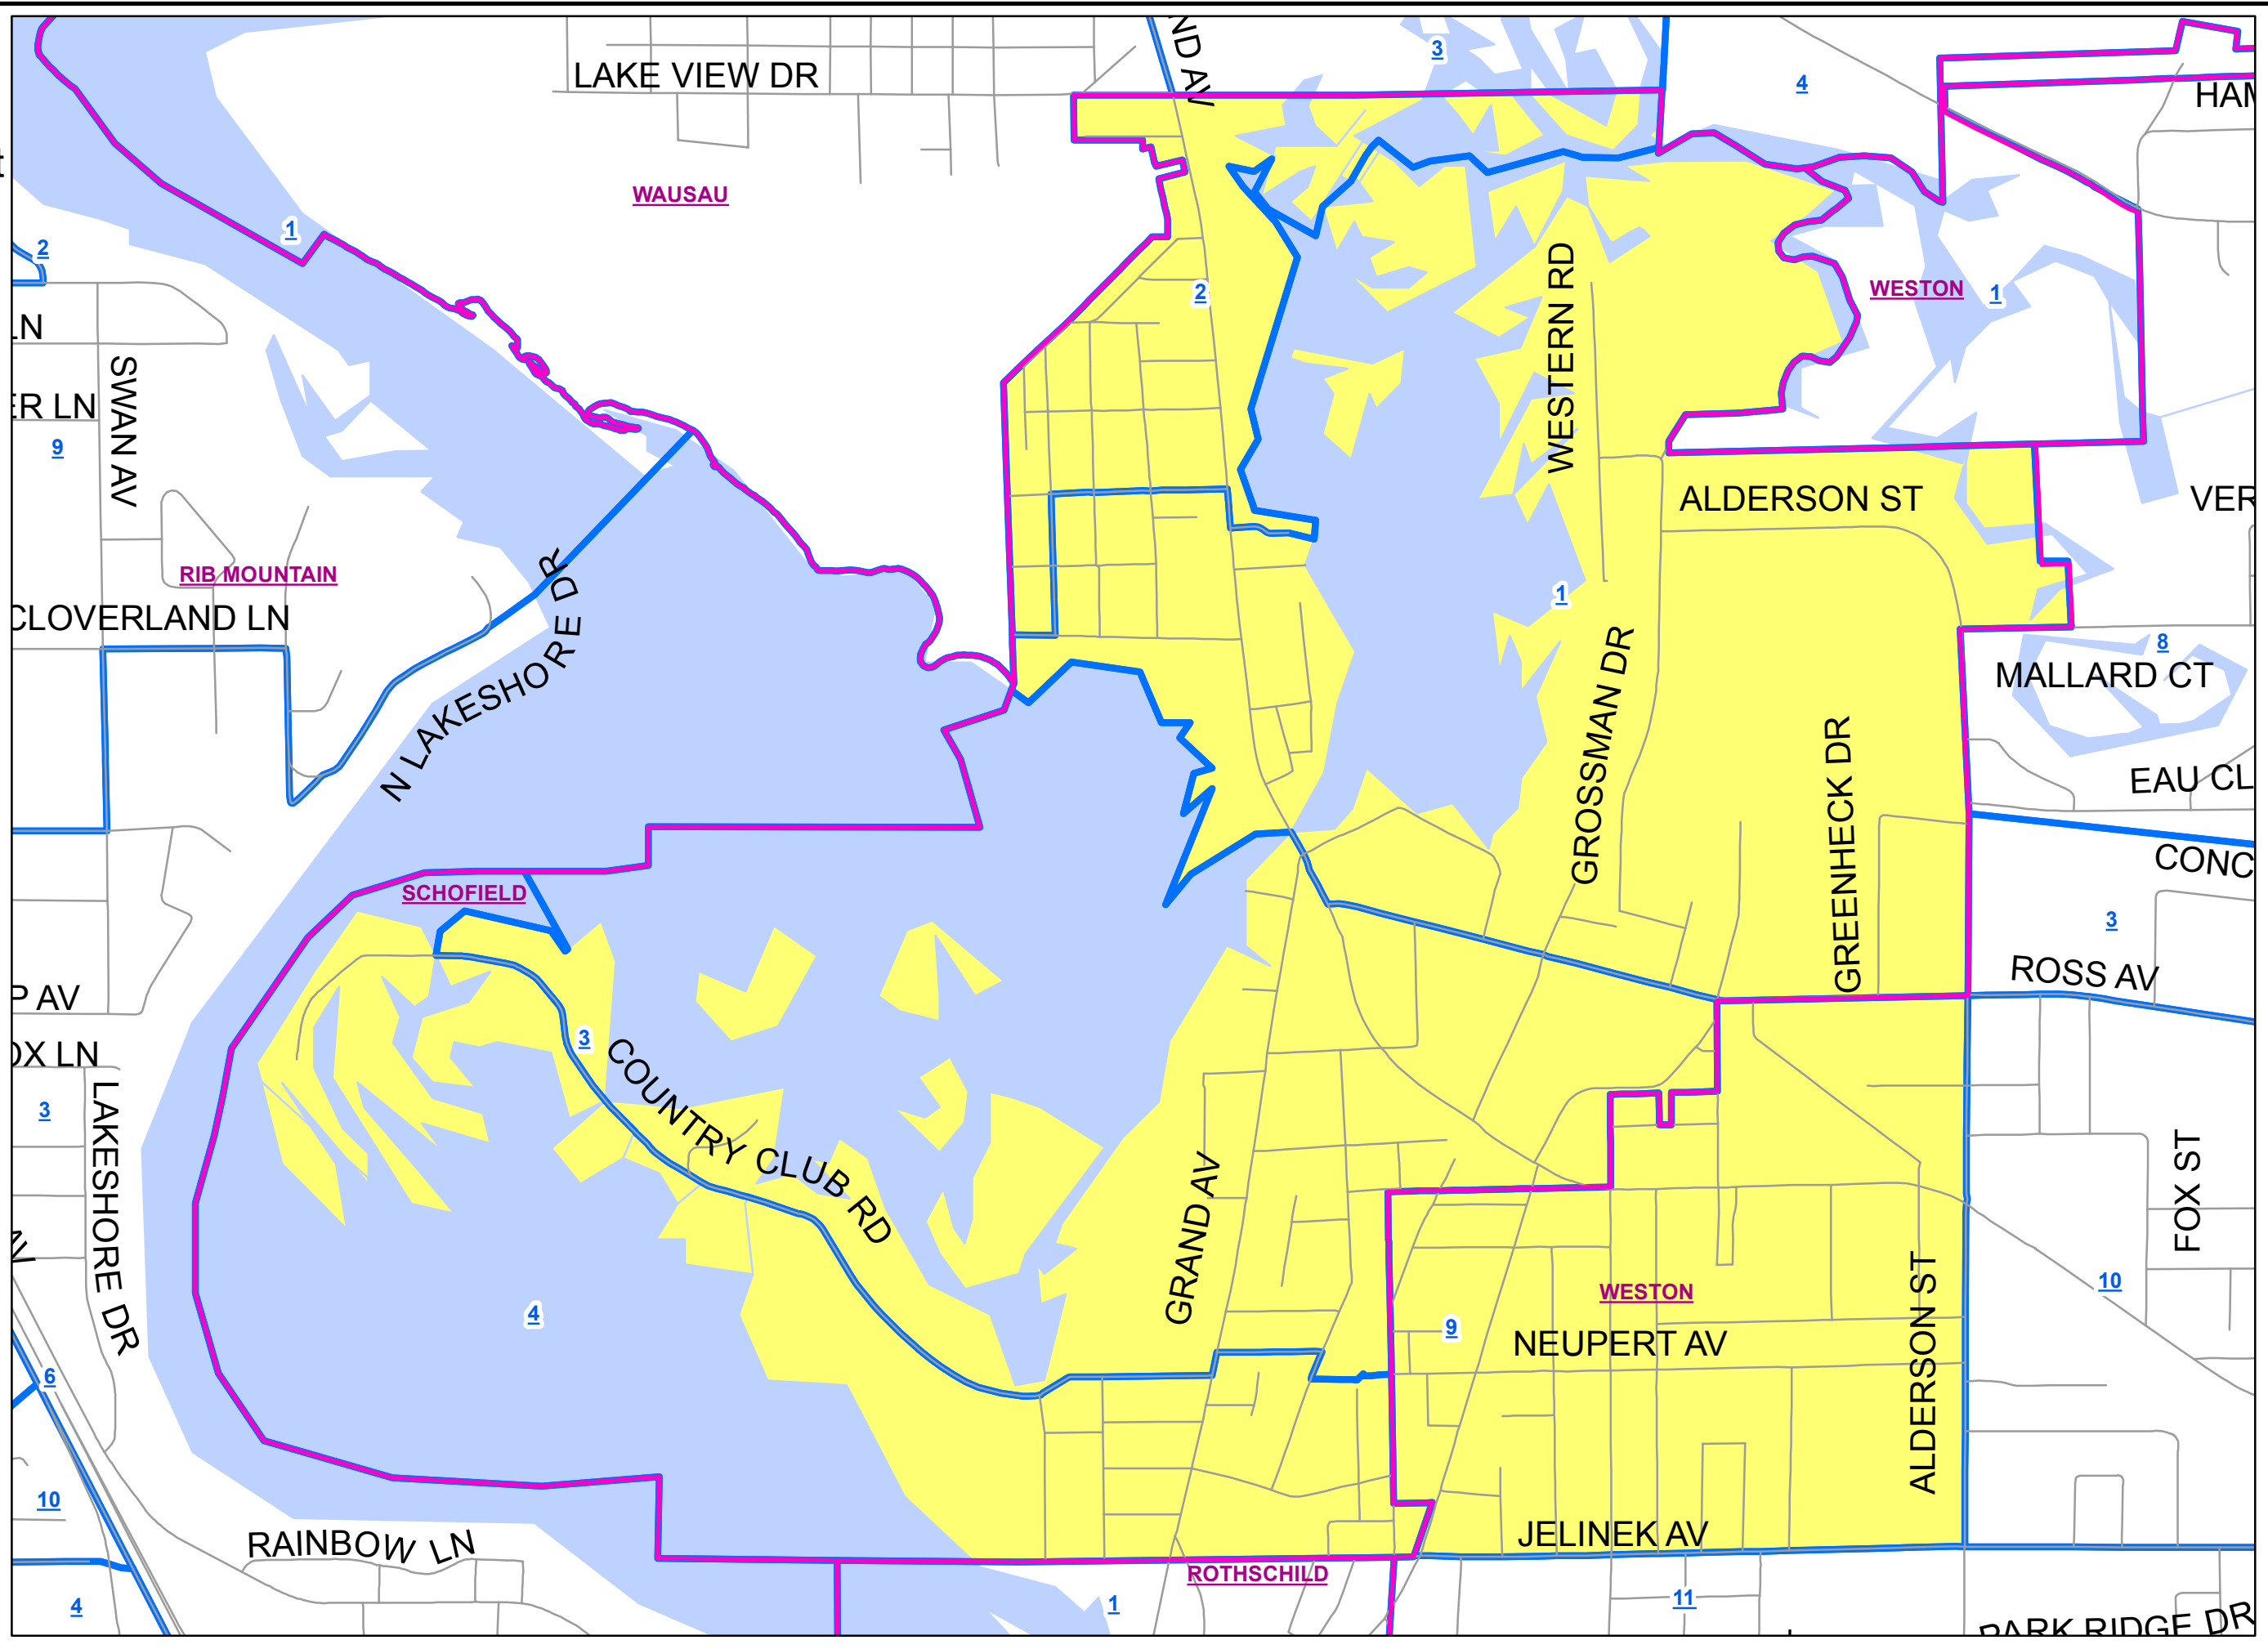 ND AV
3
LAKE VIEW DR
4
HAM
t
WAUSAU
1
2
2
WESTERN RD
WESTON
1
LN
SWAN AV
ER LN
9
ALDERSON ST
VER
RIB MOUNTAIN
1
CLOVERLAND LN
N LAKESHORE DR
GROSSMAN DR
8
MALLARD CT
GREENHECK DR
EAU CL
CONC
SCHOFIELD
3
ROSS AV
P AV
3
COUNTRY CLUB RD
OX LN
3
LAKESHORE DR
GRAND AV
FOX ST
AV
10
WESTON
4
9
NEUPERT AV
ALDERSON ST
6
10
RAINBOW LN
JELINEK AV
ROTHSCHILD
4
1
11
PARK RIDGE DR